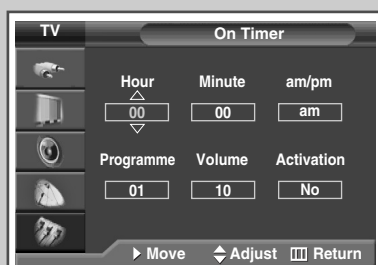 TV On Timer
Hour Minute am/pm
00 00 am
Programme Volume Activation
01 10 No
Move Adjust Return